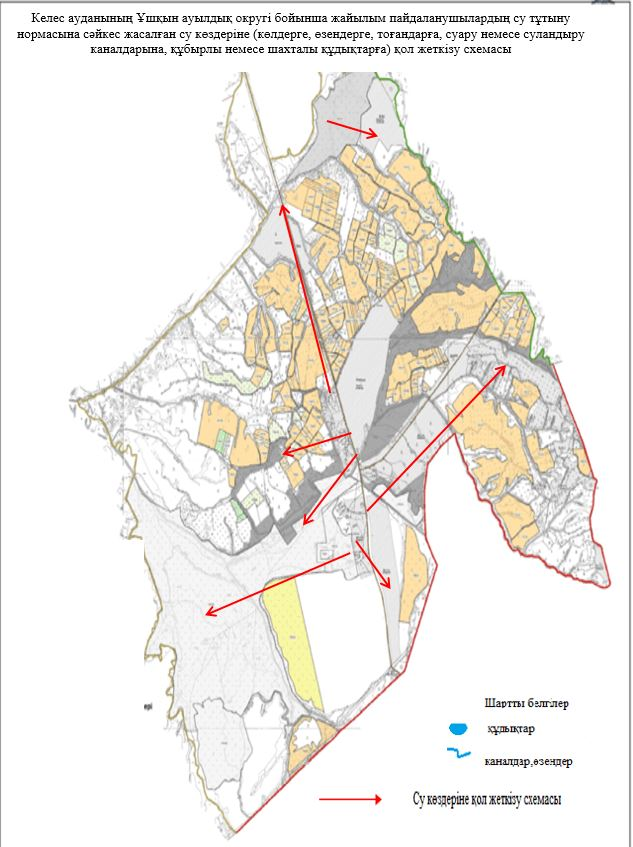 Келес ауданының Ұшқын ауылдық округі бойынша жайылым пайдаланушылардың су тұтыну
нормасына сәйкес жасалған су көздеріне (көлдерге, өзендерге, тоғандарға, суару немесе суландыру
каналдарына, құбырлы немесе шахталы құдықтарға) қол жеткізу схемасы
Шартты белгілер
құдықтар
каналдар,өзендер
Су көздеріне қол жеткізу схемасы